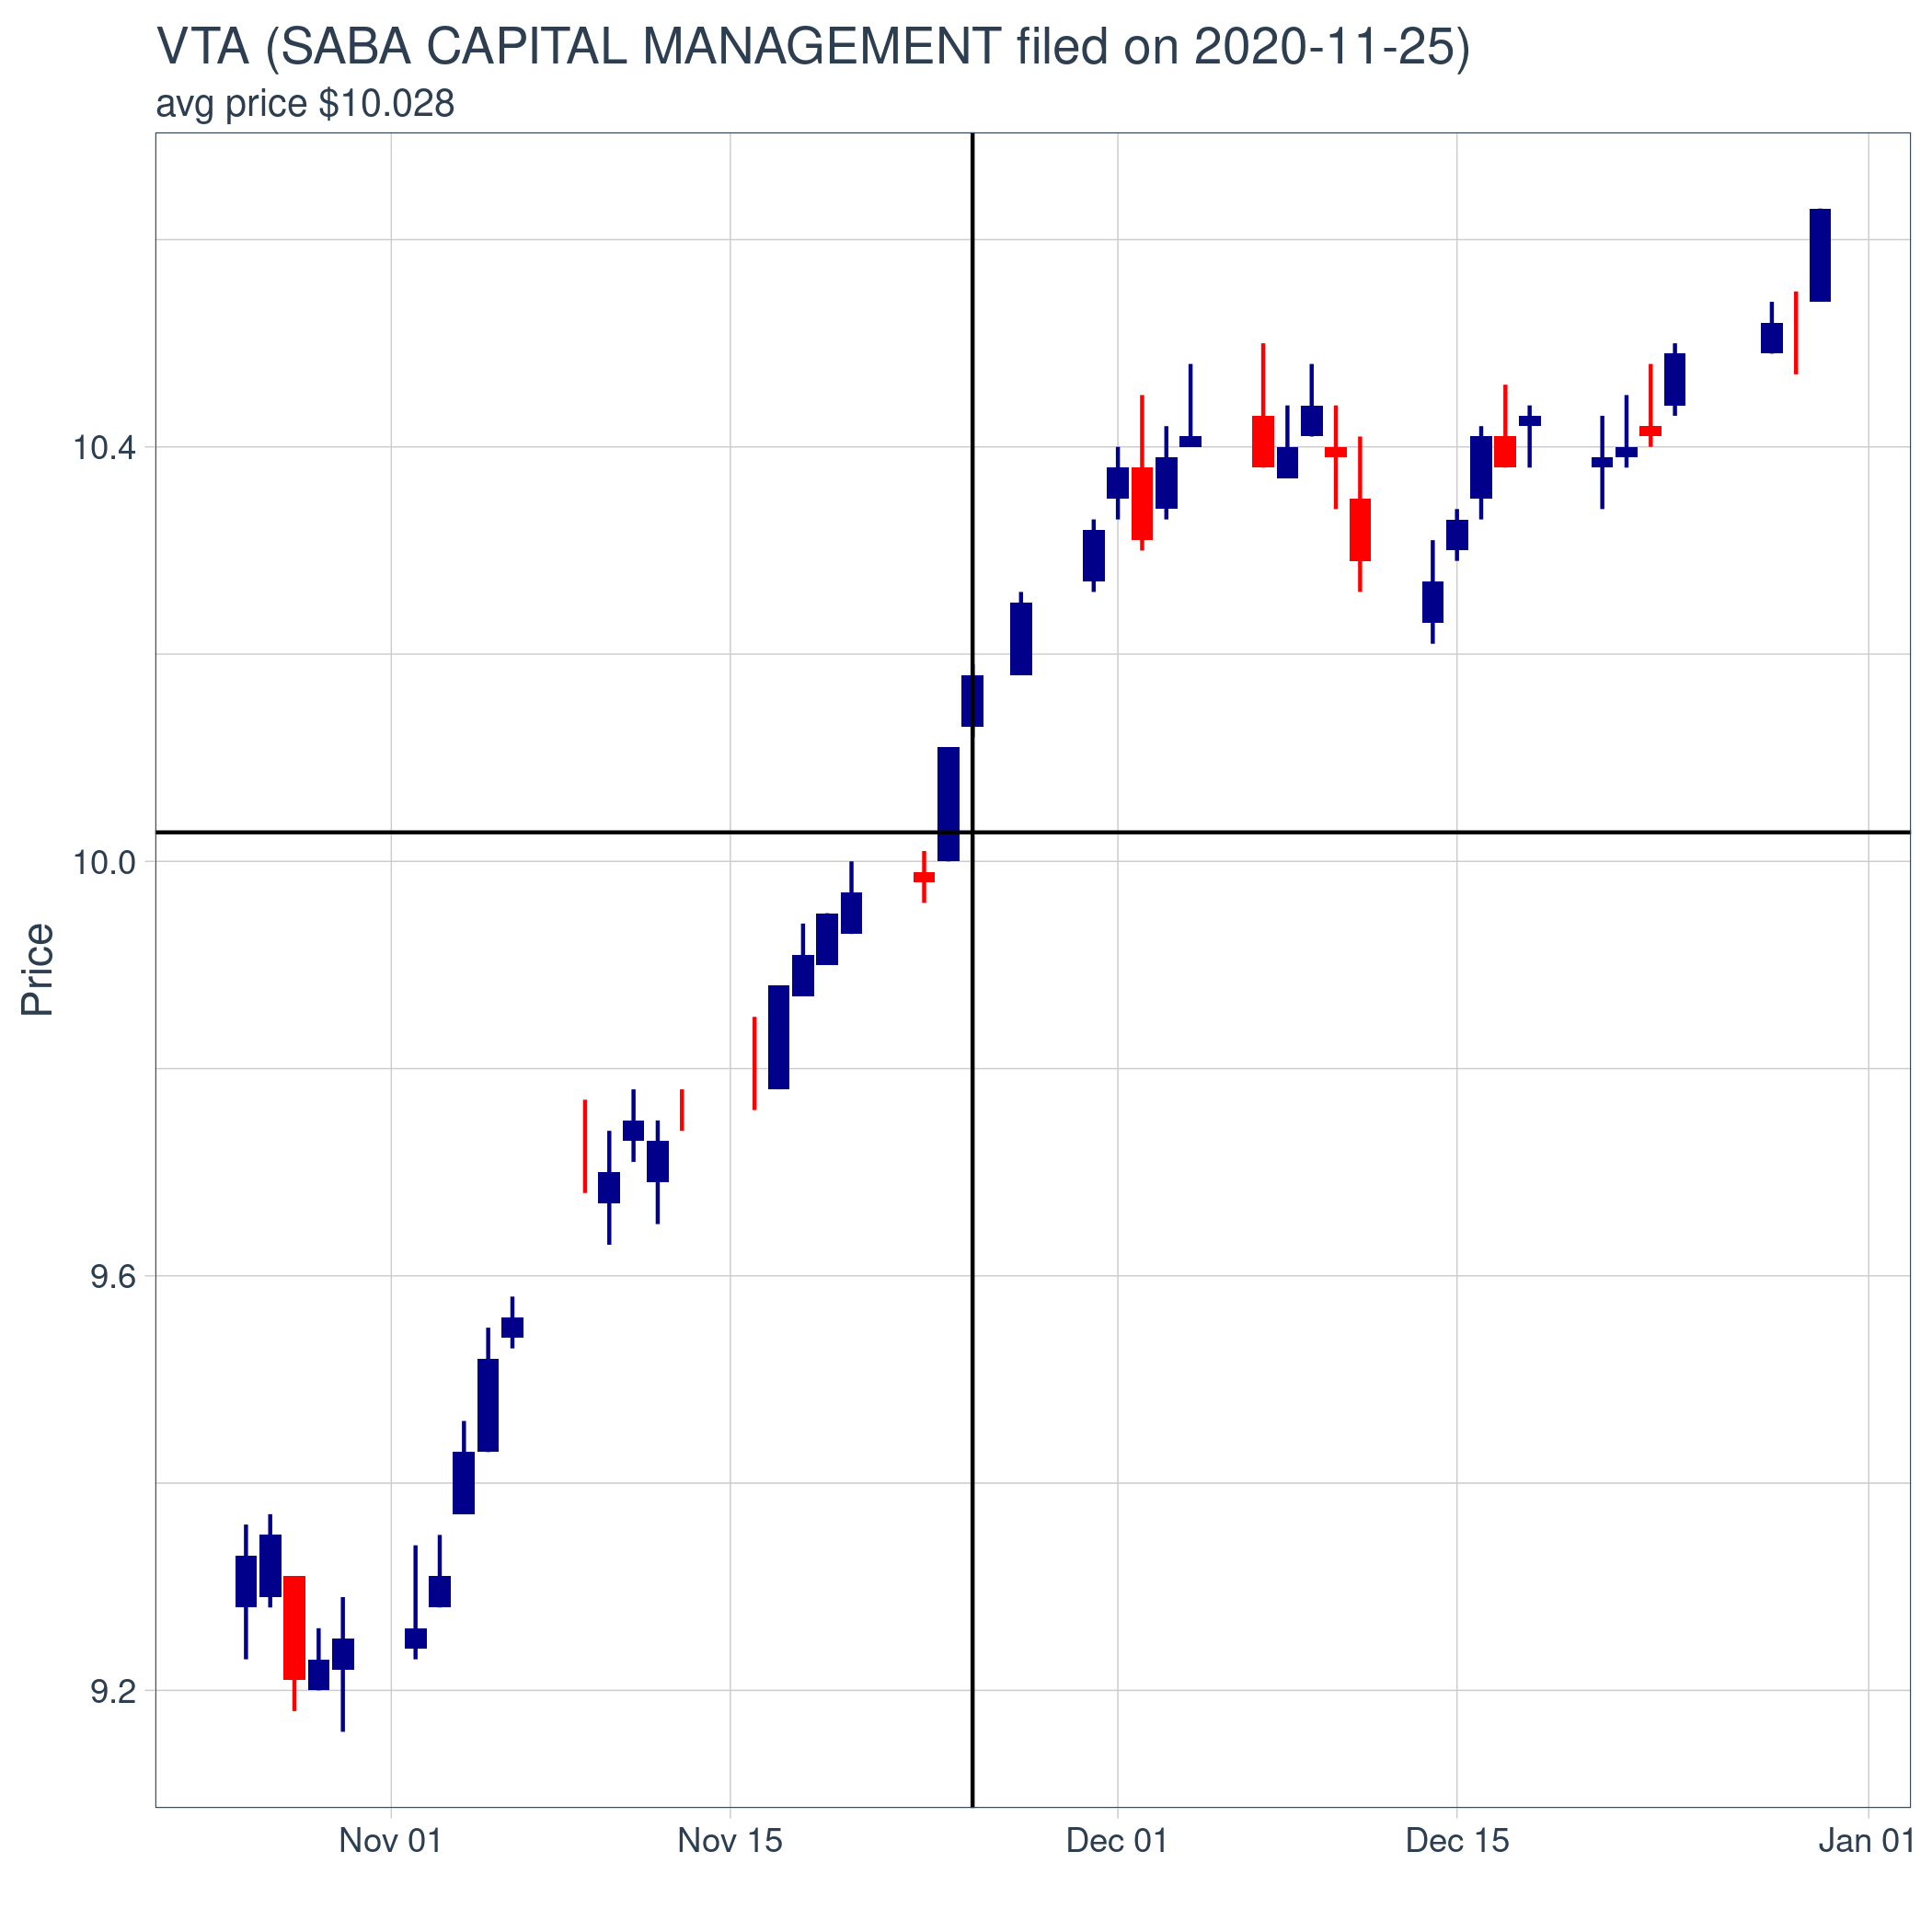 VTA (SABA CAPITAL MANAGEMENT filed on 2020-11-25)
avg price $10.028
10.4
10.0
Price
9.6
9.2
Nov 01 Nov 15 Dec 01 Dec 15 Jan 01